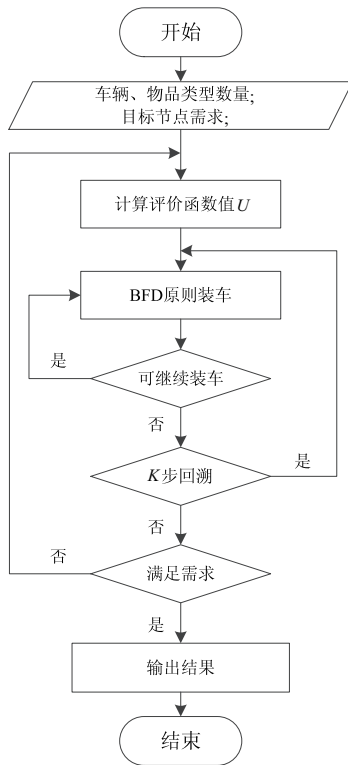 开始
车辆、物品类型数量;
目标节点需求;
计算评价函数值U
BFD原则装车
是
可继续装车
否
K步回溯
是
否
否
满足需求
是
输出结果
结束